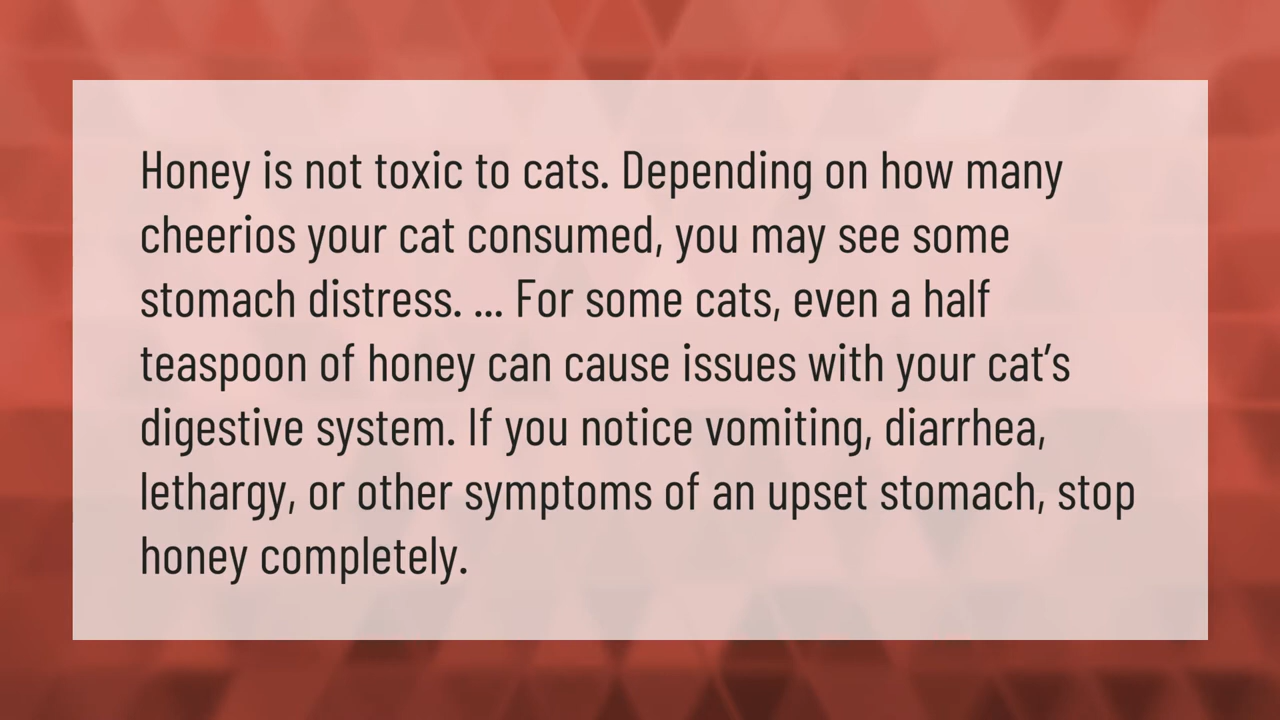 Honey is not toxic to cats. Depending on how many
cheerios your cat consumed, you may see some
stomach distress. ... For some cats, even a half
teaspoon of honey can cause issues with your cat’s
digestive system. If you notice vomiting, diarrhea,
lethargy, or other symptoms of an upset stomach, stop
honey completely.